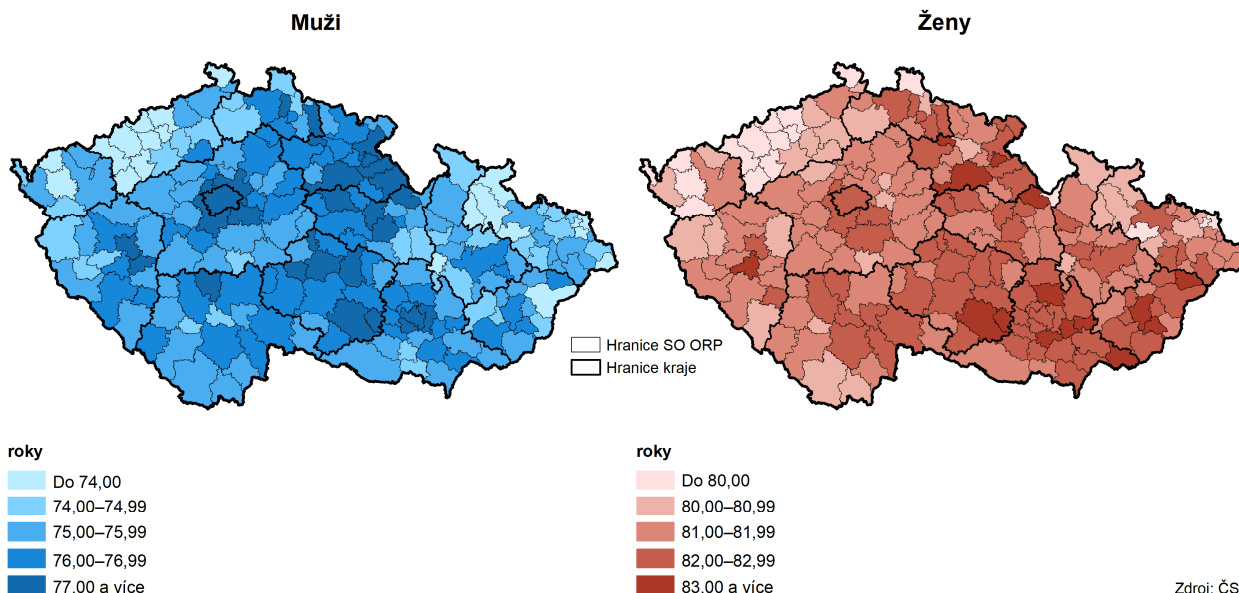 Muži
Ženy
Hranice SO ORP
Hranice kraje
roky
Do 74,00
74,00–74,99
75,00–75,99
76,00–76,99
77,00 a více
roky
Do 80,00
80,00–80,99
81,00–81,99
82,00–82,99
83,00 a více
Zdroj: ČS